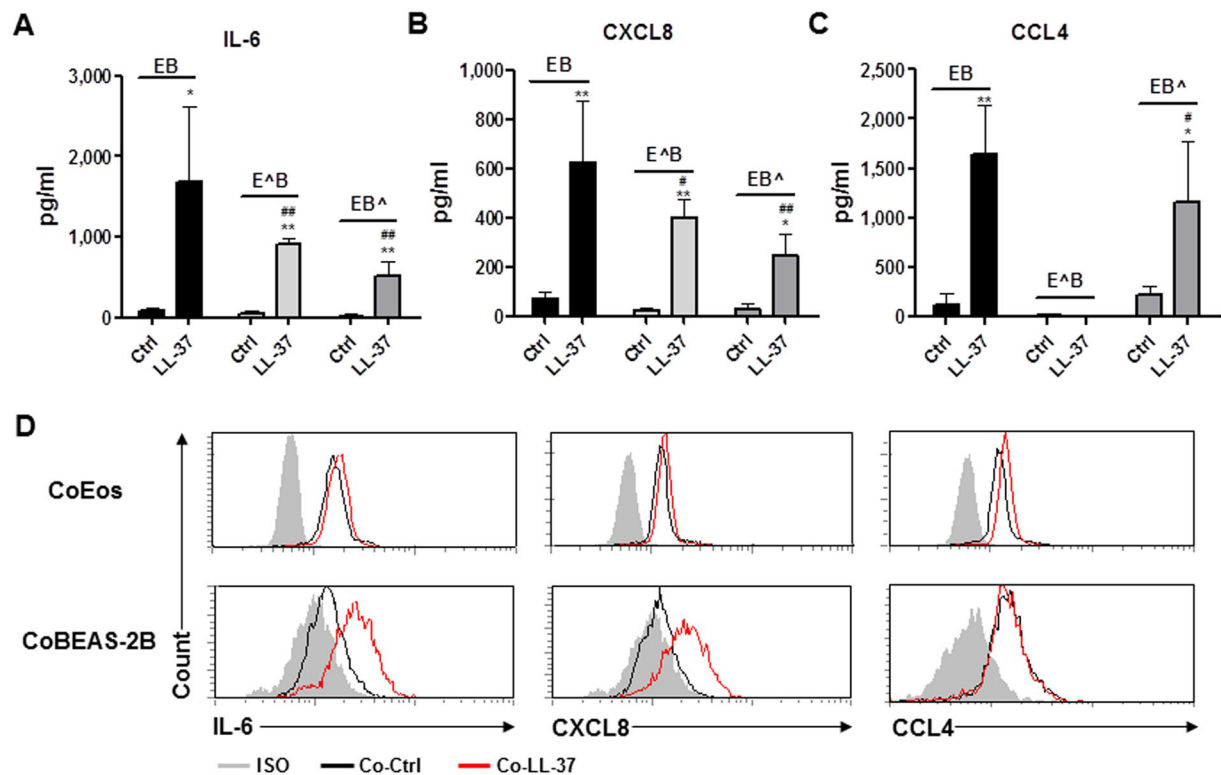 A
IL-6
3,000
2,000
1,000
0
pg/ml
EB
*
E^B
##
**
EB^
##
**
Ctrl
LL-37
Ctrl
LL-37
Ctrl
LL-37
B
CXCL8
1,000
800
600
400
200
0
pg/ml
EB
**
E^B
#
**
EB^
##
*
Ctrl
LL-37
Ctrl
LL-37
Ctrl
LL-37
C
CCL4
2,500
2,000
1,500
1,000
500
0
pg/ml
EB
**
E^B
EB^
#
*
Ctrl
LL-37
Ctrl
LL-37
Ctrl
LL-37
D
CoEos
CoBEAS-2B
Count
IL-6
CXCL8
CCL4
ISO
Co-Ctrl
Co-LL-37